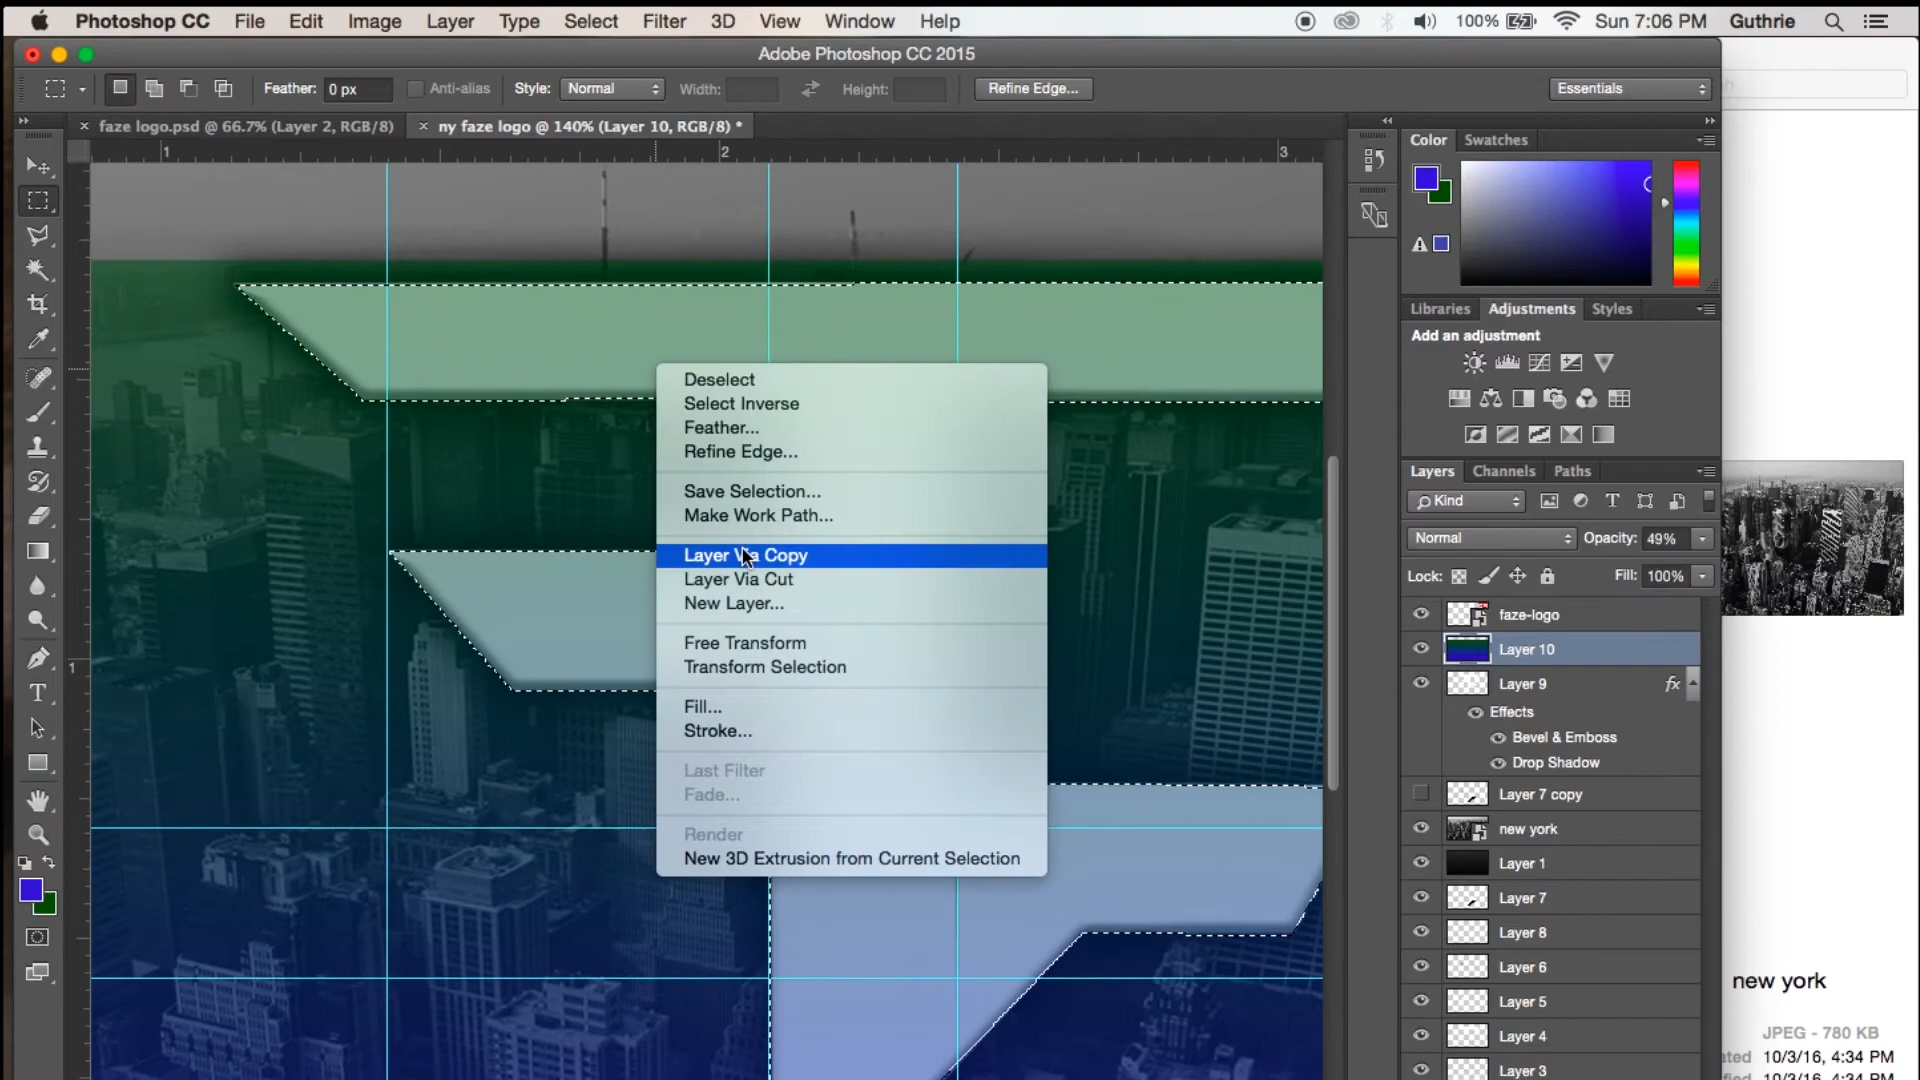 Photoshop CC File Edit Image Layer Type Select Filter 3D View Window Help 100% Sun 7:06 PM Guthrie
Adobe Photoshop CC 2015
Feather: 0 px Anti-alias Style: Normal Width: Height: Refine Edge... Essentials
faze logo.psd @ 66.7% (Layer 2, RGB/8) ny faze logo @ 140% (Layer 10, RGB/8) *
1 2 3
1
Deselect
Select Inverse
Feather...
Refine Edge...
Save Selection...
Make Work Path...
Layer Via Copy
Layer Via Cut
New Layer...
Free Transform
Transform Selection
Fill...
Stroke...
Last Filter
Fade...
Render
New 3D Extrusion from Current Selection
Color Swatches
Libraries Adjustments Styles
Add an adjustment
Layers Channels Paths
Kind
Normal Opacity: 49%
Lock: Fill: 100%
faze-logo
Layer 10
Layer 9 fx
Effects
Bevel & Emboss
Drop Shadow
Layer 7 copy
new york
Layer 1
Layer 7
Layer 8
Layer 6
Layer 5
Layer 4
Layer 3
new york
JPEG - 780 KB
10/3/16, 4:34 PM
10/3/16, 4:34 PM